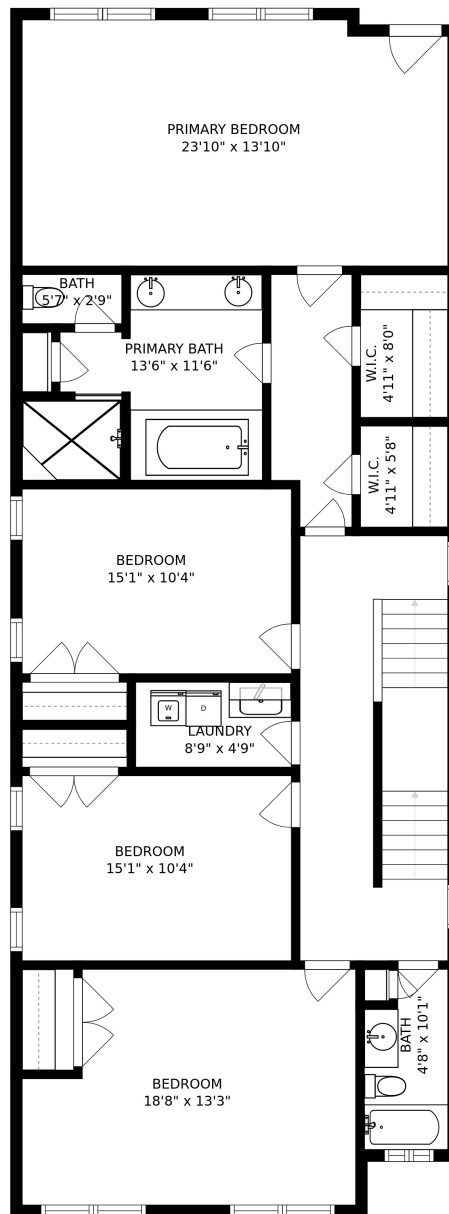 PRIMARY BEDROOM
23'10" x 13'10"
BATH
5'7" x 2'9"
PRIMARY BATH
13'6" x 11'6"
W.I.C.
4'11" x 8'0"
W.I.C.
4'11" x 5'8"
BEDROOM
15'1" x 10'4"
W
D
LAUNDRY
8'9" x 4'9"
BEDROOM
15'1" x 10'4"
BATH
4'8" x 10'1"
BEDROOM
18'8" x 13'3"